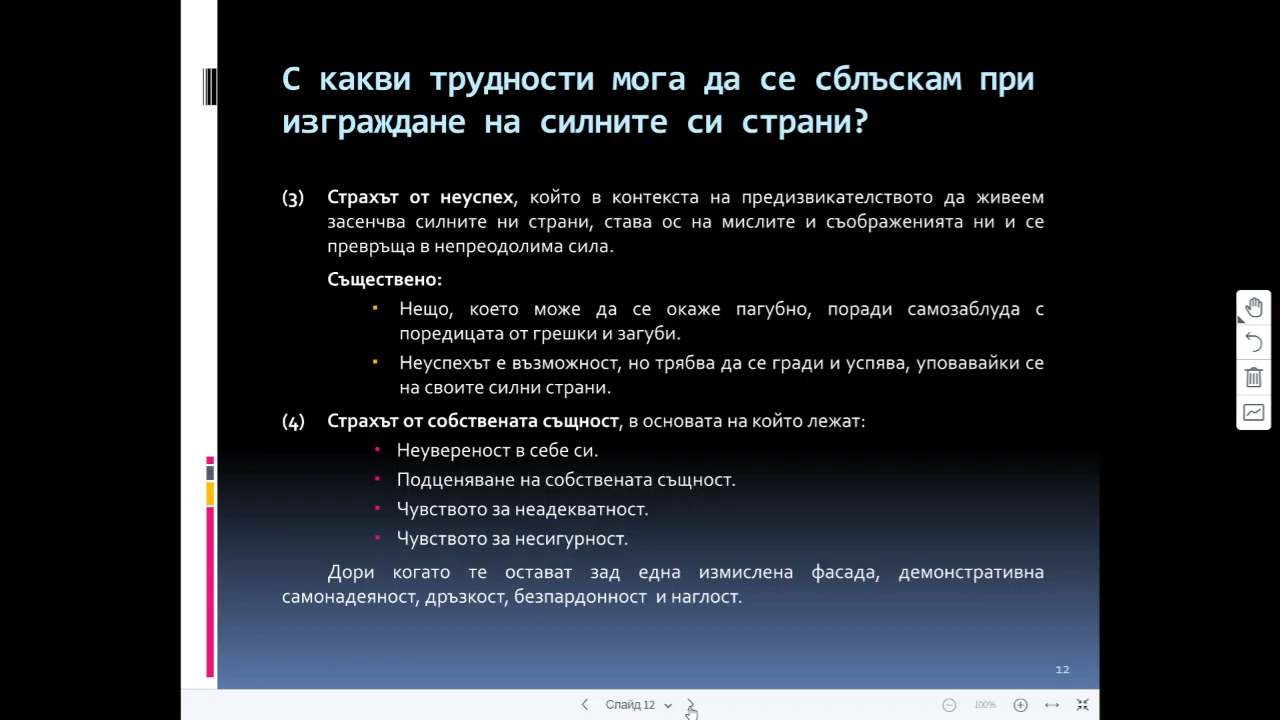 С какви трудности мога да се сблъскам при
изграждане на силните си страни?
(3) Страхът от неуспех, който в контекста на предизвикателството да живеем
засенчва силните ни страни, става ос на мислите и съображенията ни и се
превръща в непреодолима сила.
Съществено:
▪ Нещо, което може да се окаже пагубно, поради самозаблуда с
поредицата от грешки и загуби.
▪ Неуспехът е възможност, но трябва да се гради и успява, уповавайки се
на своите силни страни.
(4) Страхът от собствената същност, в основата на който лежат:
▪ Неувереност в себе си.
▪ Подценяване на собствената същност.
▪ Чувството за неадекватност.
▪ Чувството за несигурност.
Дори когато те остават зад една измислена фасада, демонстративна
самонадеяност, дръзкост, безпардонност и наглост.
12
Слайд 12
100%